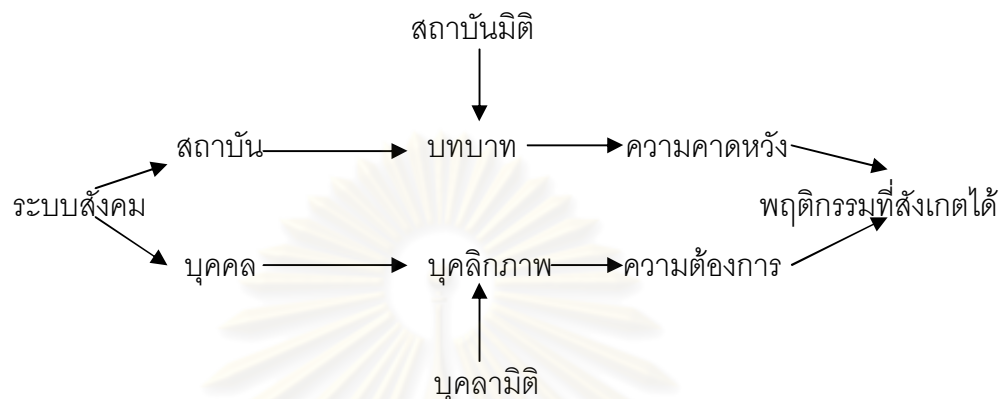 สถาบันมิติ
สถาบัน บทบาท ความคาดหวัง
ระบบสังคม พฤติกรรมที่สังเกตได้
บุคคล บุคลิกภาพ ความต้องการ
บุคลามิติ